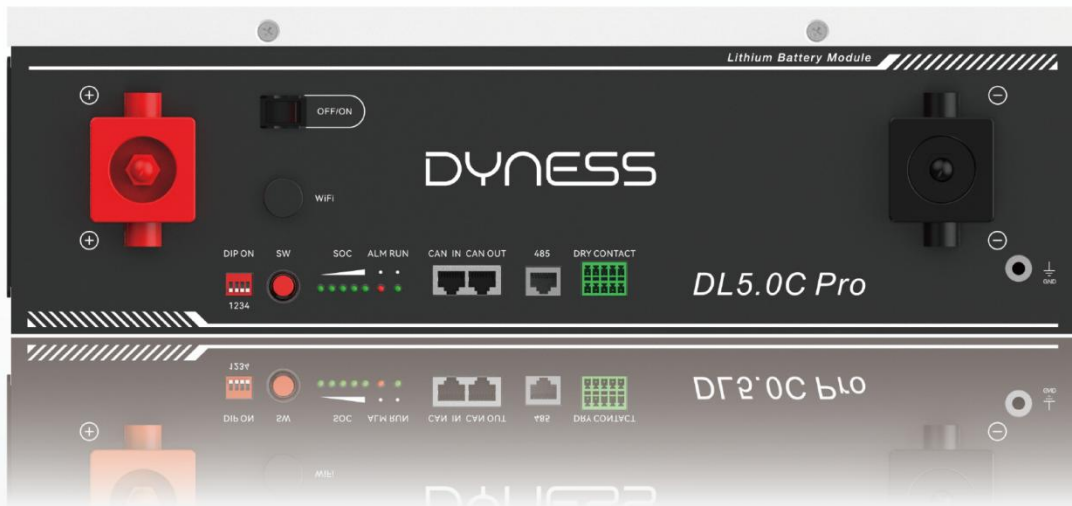 Lithium Battery Module
OFF/ON
DYNESS
WiFi
DIP ON SW SOC ALM RUN CAN IN CAN OUT 485 DRY CONTACT
1234
DL5.0C Pro
GND